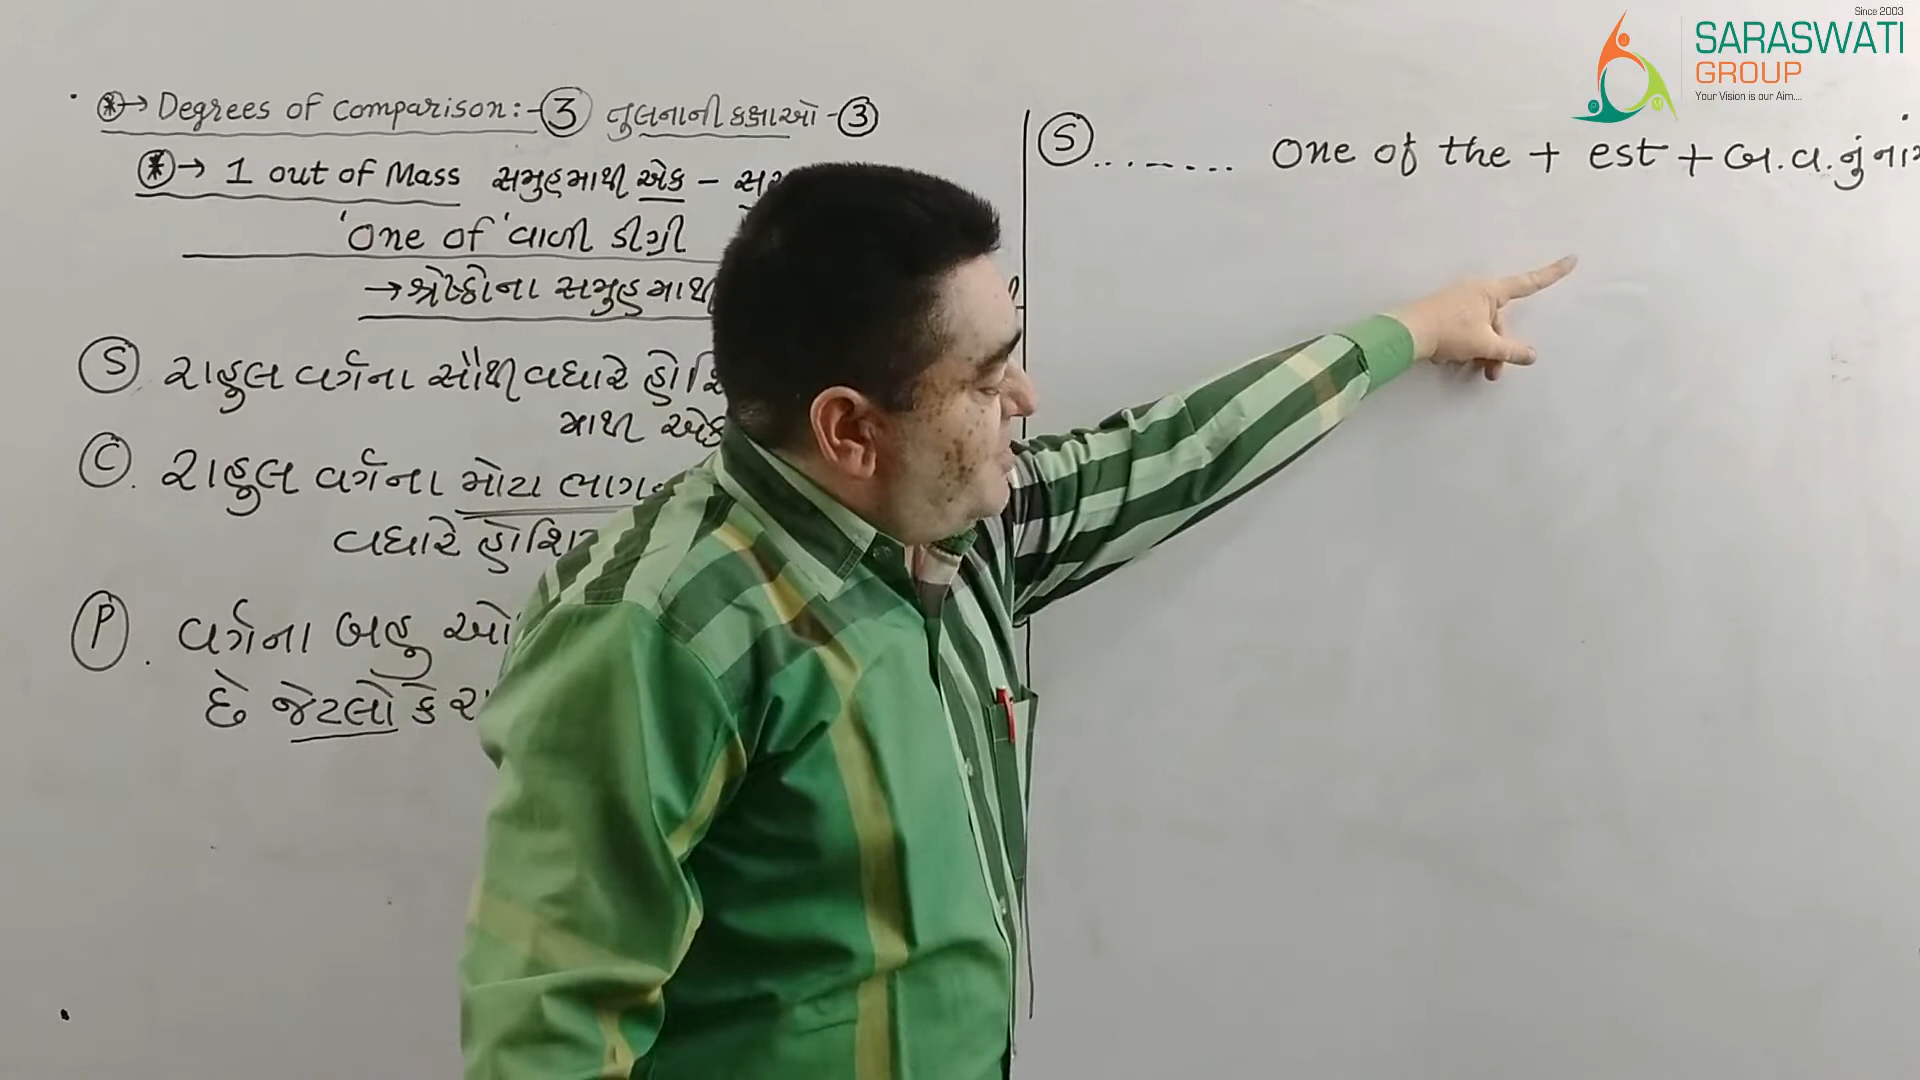 Since 2003
SARASWATI
GROUP
Your Vision is our Aim....
P M
*→ Degrees of Comparison:- 3 તુલનાની કક્ષાઓ - 3
*→ 1 out of Mass સમુહમાથી એક -
'One of' વાળી ડીગ્રી
→ શ્રેષ્ઠોના સમુહમાથી
S રાહુલ વર્ગના સૌથી વધારે
માથી એક
C. રાહુલ વર્ગના મોટા
વધારે
P. વર્ગના બહુ
છે જેટલો કે
S ........ One of the + est + બ.વ.નું